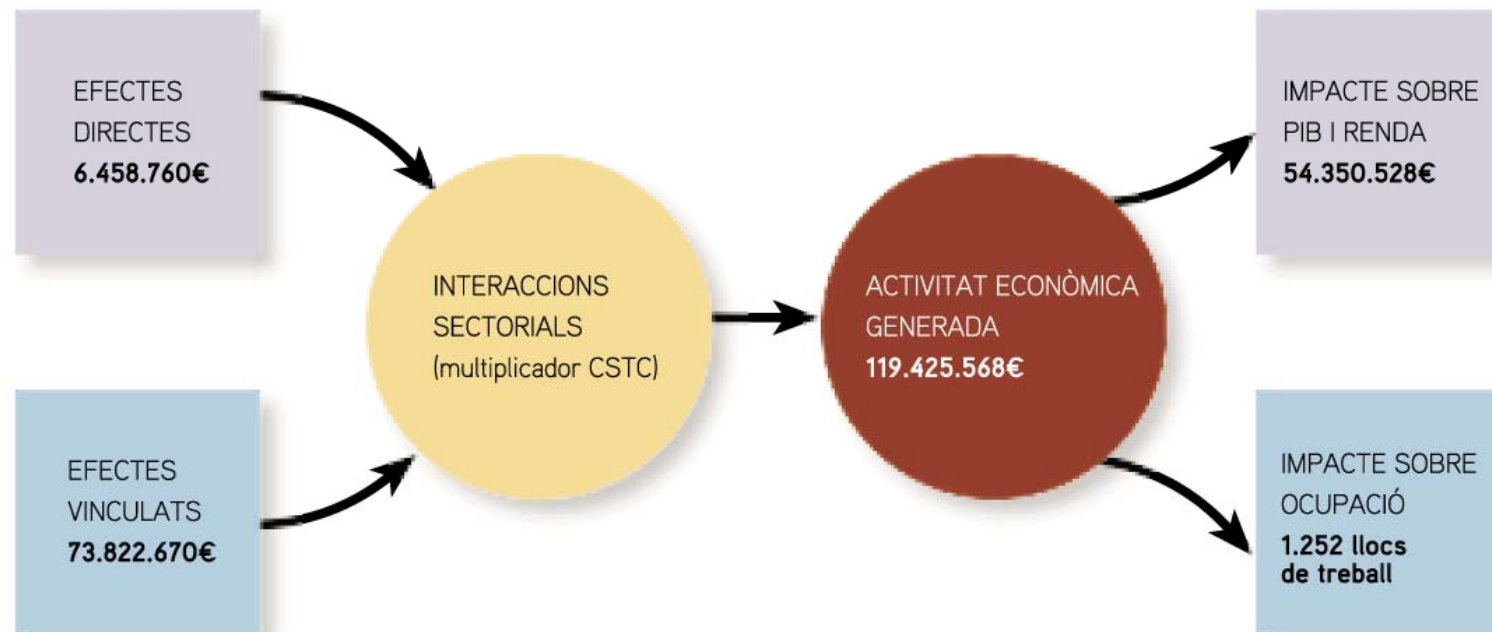 EFECTES
DIRECTES
6.458.760€
EFECTES
VINCULATS
73.822.670€
INTERACCIONS
SECTORIALS
(multiplicador CSTC)
ACTIVITAT ECONÒMICA
GENERADA
119.425.568€
IMPACTE SOBRE
PIB I RENDA
54.350.528€
IMPACTE SOBRE
OCUPACIÓ
1.252 llocs
de treball